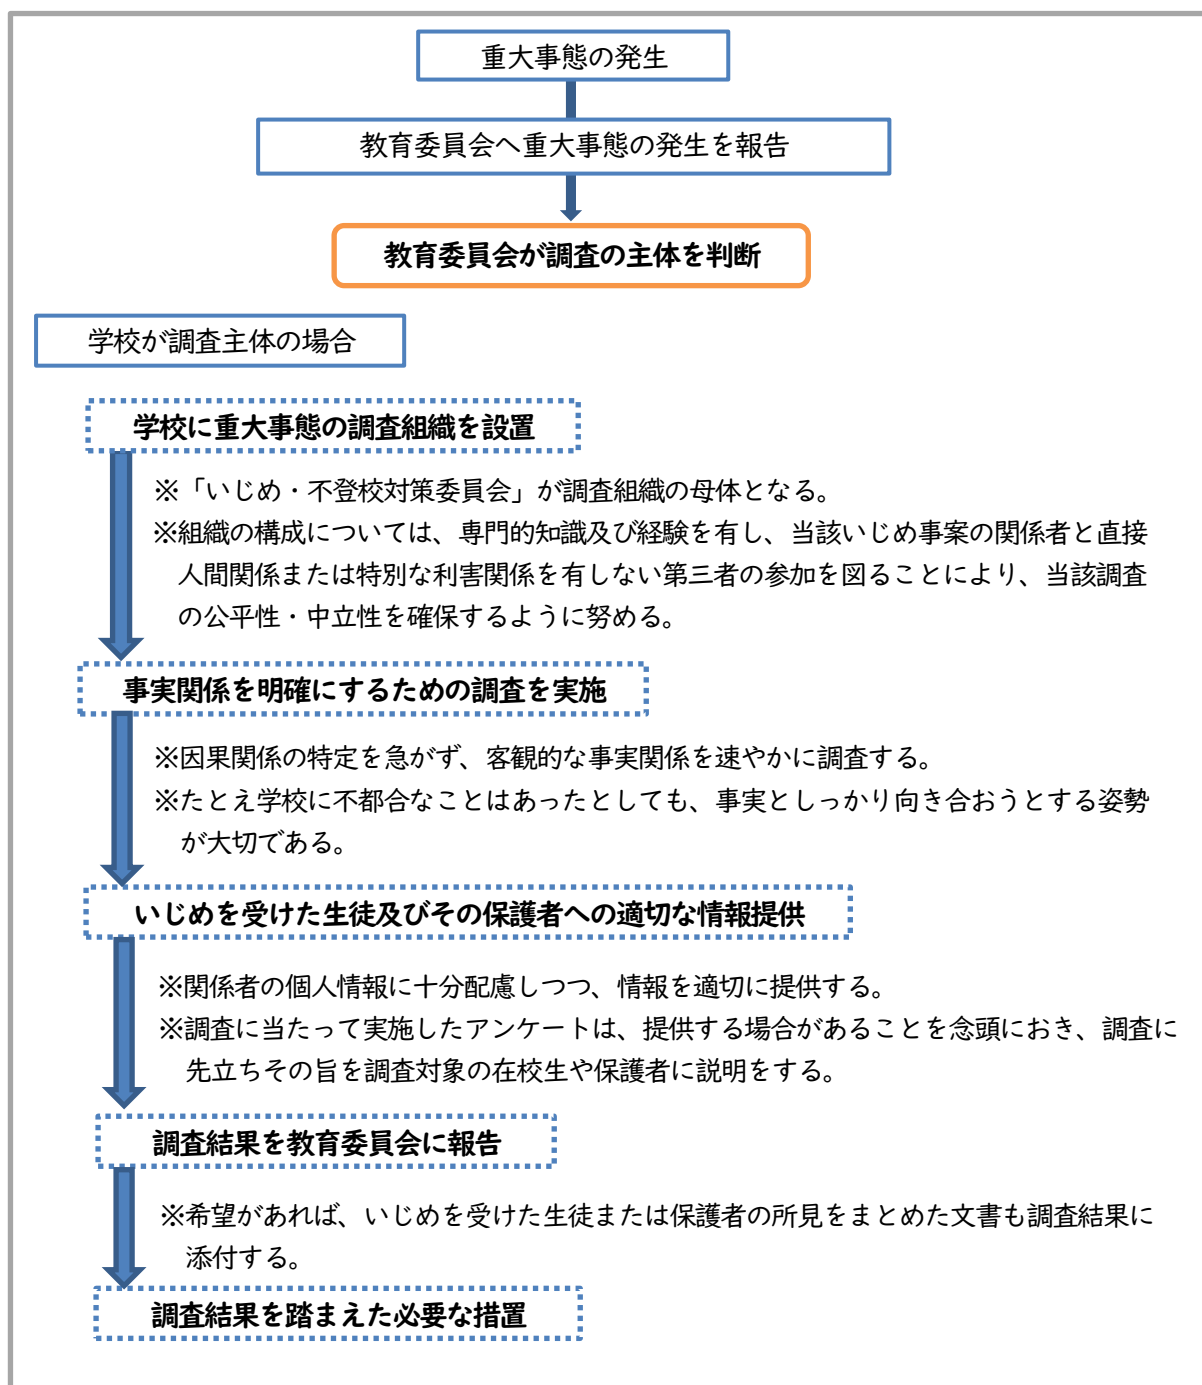 重大事態の発生
教育委員会へ重大事態の発生を報告
教育委員会が調査の主体を判断
学校が調査主体の場合
学校に重大事態の調査組織を設置
※「いじめ・不登校対策委員会」が調査組織の母体となる。
※組織の構成については、専門的知識及び経験を有し、当該いじめ事案の関係者と直接
人間関係または特別な利害関係を有しない第三者の参加を図ることにより、当該調査
の公平性・中立性を確保するように努める。
事実関係を明確にするための調査を実施
※因果関係の特定を急がず、客観的な事実関係を速やかに調査する。
※たとえ学校に不都合なことはあったとしても、事実としっかり向き合おうとする姿勢
が大切である。
いじめを受けた生徒及びその保護者への適切な情報提供
※関係者の個人情報に十分配慮しつつ、情報を適切に提供する。
※調査に当たって実施したアンケートは、提供する場合があることを念頭におき、調査に
先立ちその旨を調査対象の在校生や保護者に説明をする。
調査結果を教育委員会に報告
※希望があれば、いじめを受けた生徒または保護者の所見をまとめた文書も調査結果に
添付する。
調査結果を踏まえた必要な措置